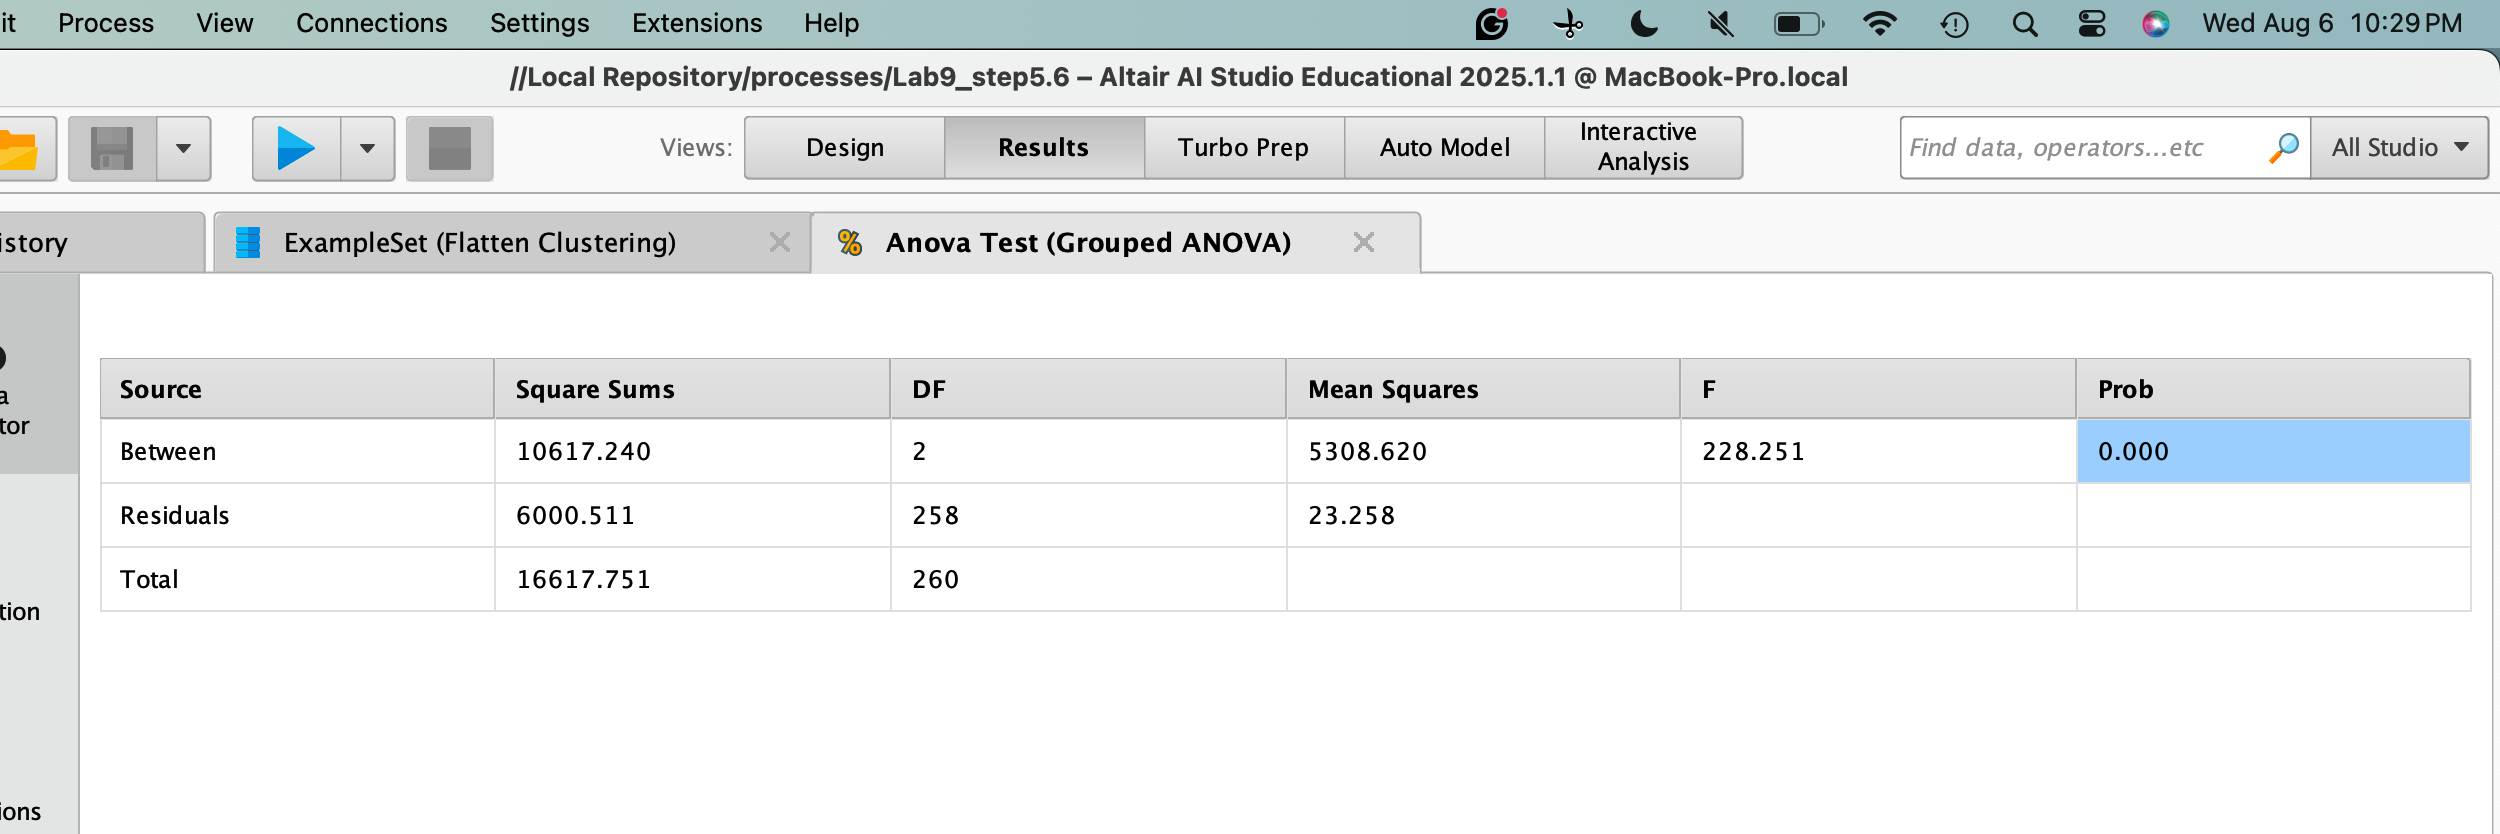 it Process View Connections Settings Extensions Help Wed Aug 6 10:29 PM
//Local Repository/processes/Lab9_step5.6 – Altair AI Studio Educational 2025.1.1 @ MacBook-Pro.local
Views: Design Results Turbo Prep Auto Model Interactive Analysis Find data, operators...etc All Studio
istory ExampleSet (Flatten Clustering) % Anova Test (Grouped ANOVA)
a
tor
tion
ions
Source Square Sums DF Mean Squares F Prob
Between 10617.240 2 5308.620 228.251 0.000
Residuals 6000.511 258 23.258
Total 16617.751 260